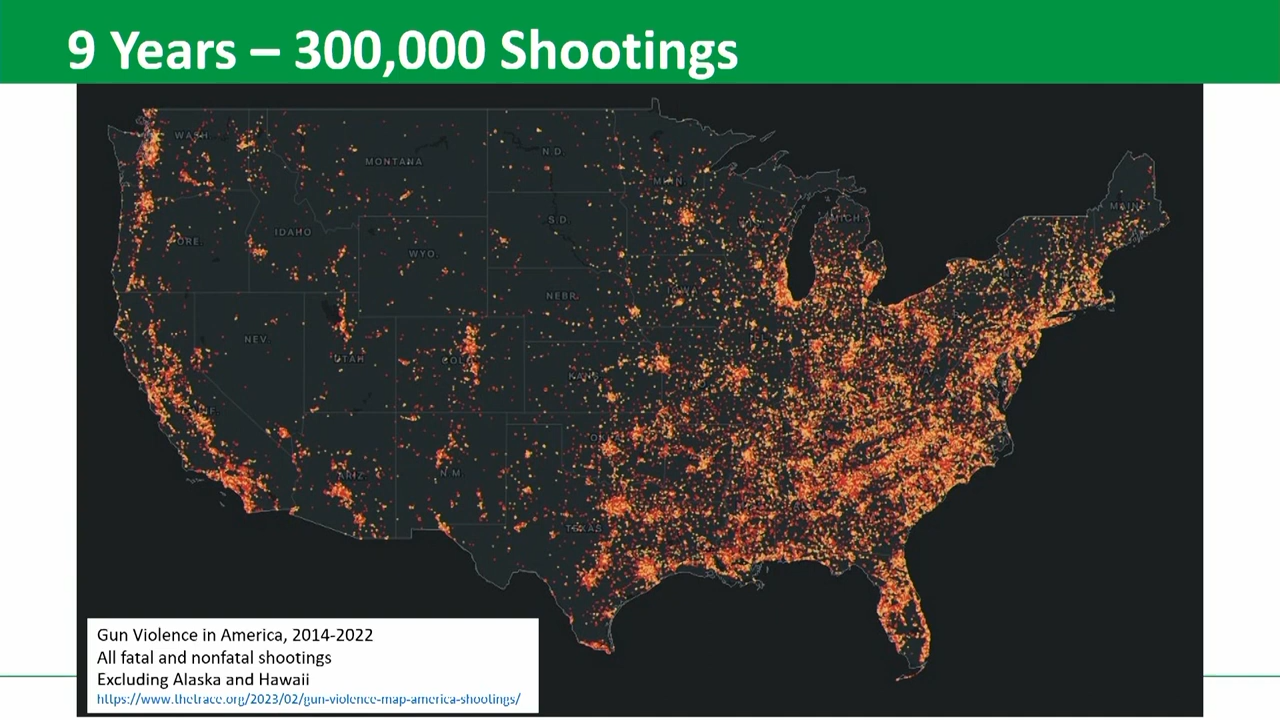 9 Years – 300,000 Shootings
WASH
MONTANA
N.D.
MINN.
MICH
MAINE
ORE.
IDAHO
S.D.
WYO.
NEBR.
NEV.
UTAH
COLO
ARIZ.
N.M.
TEXAS
Gun Violence in America, 2014-2022
All fatal and nonfatal shootings
Excluding Alaska and Hawaii
https://www.thetrace.org/2023/02/gun-violence-map-america-shootings/